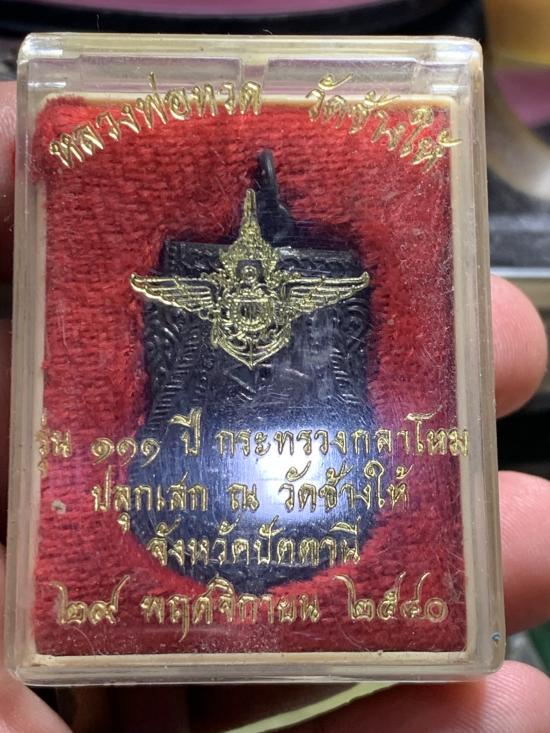 หลวงพ่อทวด วัดช้างให้
รุ่น ๑๑๑ ปี กระทรวงกลาโหม
ปลุกเสก ณ วัดช้างให้
จังหวัดปัตตานี
๒๙ พฤศจิกายน ๒๕๔๐